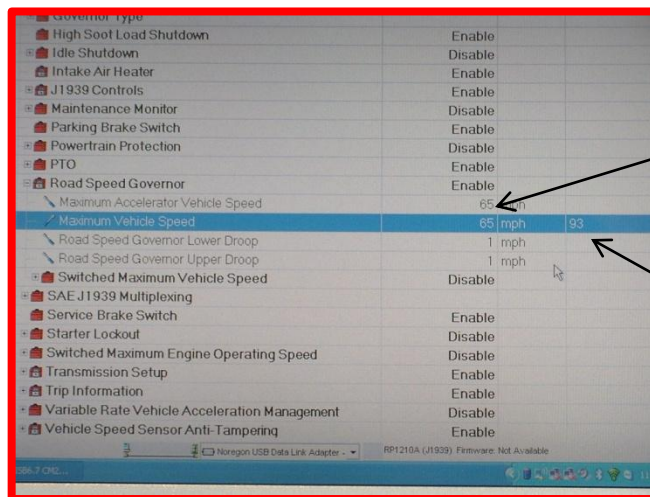 Governor Type
High Soot Load Shutdown Enable
Idle Shutdown Disable
Intake Air Heater Enable
J1939 Controls Enable
Maintenance Monitor Disable
Parking Brake Switch Enable
Powertrain Protection Disable
PTO Enable
Road Speed Governor Enable
Maximum Accelerator Vehicle Speed 65 mph
Maximum Vehicle Speed 65 mph 93
Road Speed Governor Lower Droop 1 mph
Road Speed Governor Upper Droop 1 mph
Switched Maximum Vehicle Speed Disable
SAE J1939 Multiplexing
Service Brake Switch Enable
Starter Lockout Disable
Switched Maximum Engine Operating Speed Disable
Transmission Setup Enable
Trip Information Enable
Variable Rate Vehicle Acceleration Management Disable
Vehicle Speed Sensor Anti-Tampering Enable
Noregon USB Data Link Adapter - RP1210A (J1939) Firmware: Not Available